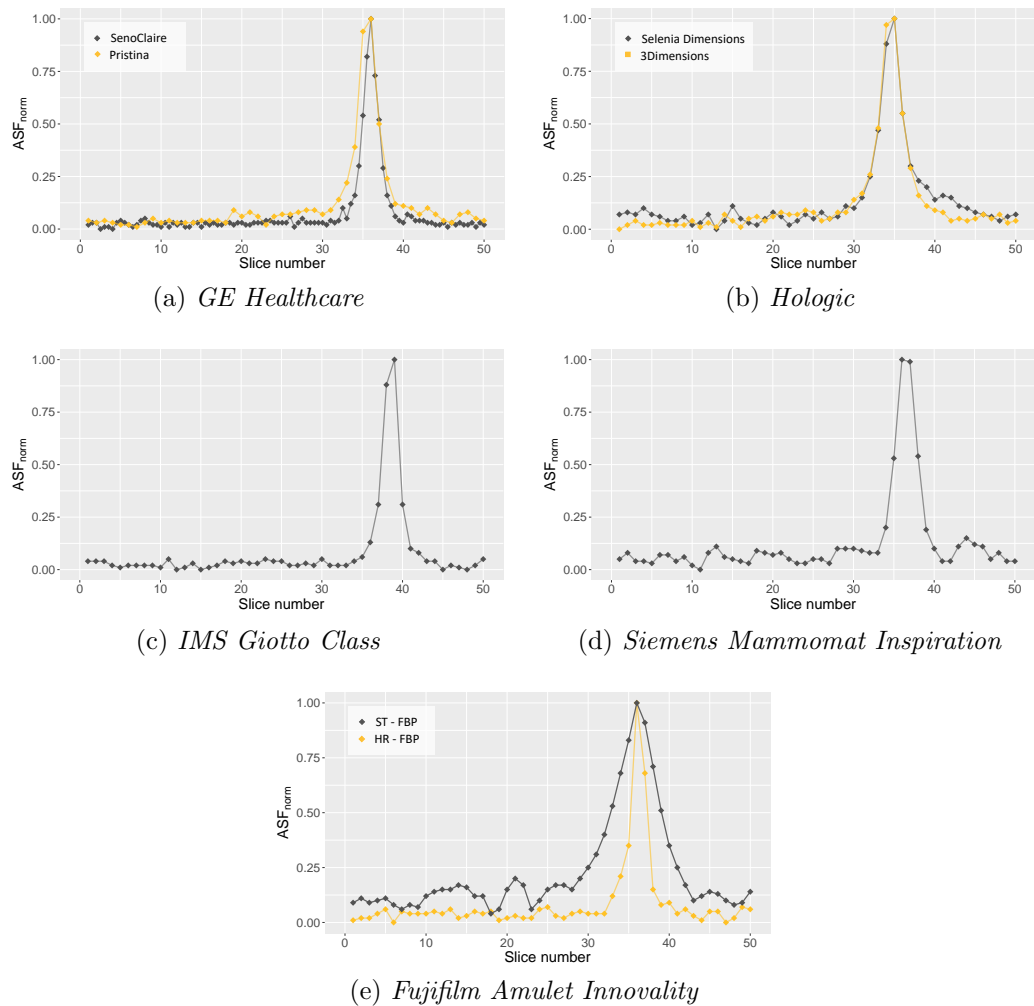 1.00
0.75
0.50
0.25
0.00
ASFnorm
SenoClaire
Pristina
0 10 20 30 40 50
Slice number
(a) GE Healthcare
1.00
0.75
0.50
0.25
0.00
ASFnorm
Selenia Dimensions
3Dimensions
0 10 20 30 40 50
Slice number
(b) Hologic
1.00
0.75
0.50
0.25
0.00
ASFnorm
0 10 20 30 40 50
Slice number
(c) IMS Giotto Class
1.00
0.75
0.50
0.25
0.00
ASFnorm
0 10 20 30 40 50
Slice number
(d) Siemens Mammomat Inspiration
1.00
0.75
0.50
0.25
0.00
ASFnorm
ST - FBP
HR - FBP
0 10 20 30 40 50
Slice number
(e) Fujifilm Amulet Innovality